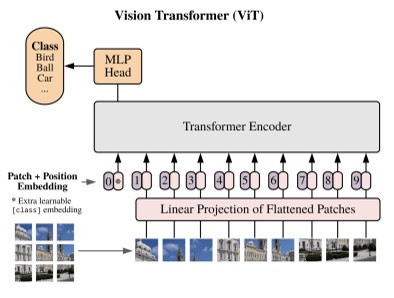 Vision Transformer (ViT)
Class
Bird
Ball
Car
...
MLP
Head
Transformer Encoder
Patch + Position
Embedding
* Extra learnable
[class] embedding
0 * 1 2 3 4 5 6 7 8 9
Linear Projection of Flattened Patches